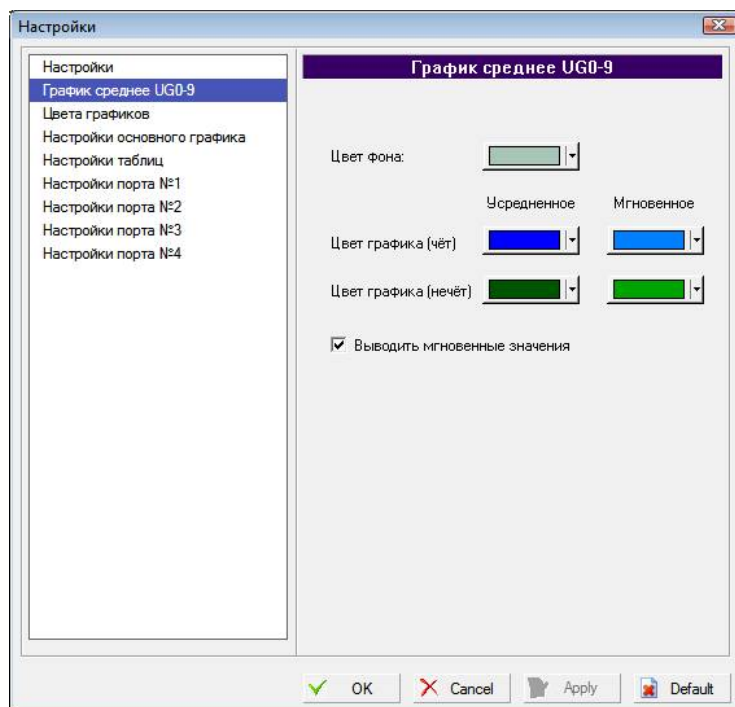 Настройки
Настройки
График среднее UG0-9
Цвета графиков
Настройки основного графика
Настройки таблиц
Настройки порта №1
Настройки порта №2
Настройки порта №3
Настройки порта №4
График среднее UG0-9
Цвет фона:
Усредненное Мгновенное
Цвет графика (чёт)
Цвет графика (нечёт)
Выводить мгновенные значения
OK Cancel Apply Default